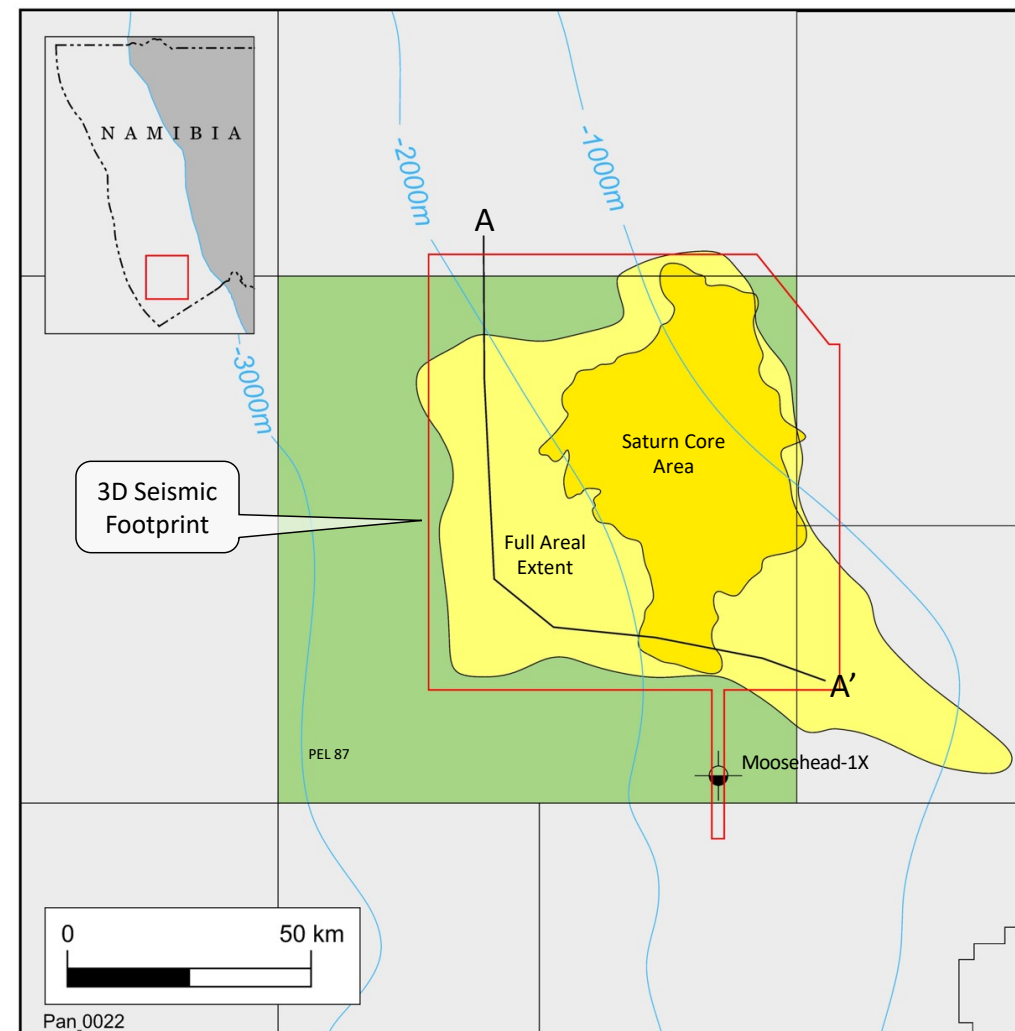 NAMIBIA
-2000m
-1000m
A
-3000m
Saturn Core
Area
3D Seismic
Footprint
Full Areal
Extent
A’
PEL 87
Moosehead-1X
0 50 km
Pan_0022